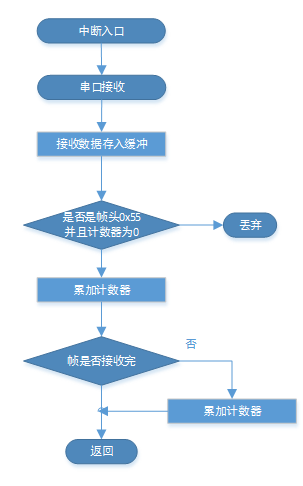 中断入口
串口接收
接收数据存入缓冲
是否是帧头0x55
并且计数器为0
丢弃
累加计数器
帧是否接收完
否
累加计数器
返回